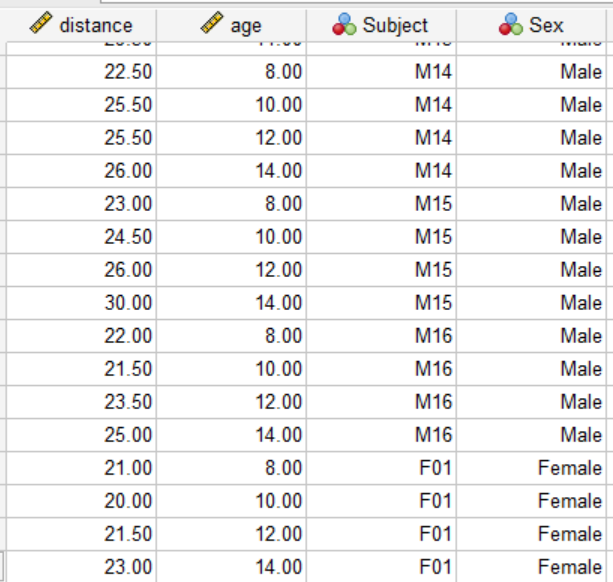 distance age Subject Sex
22.50 8.00 M14 Male
25.50 10.00 M14 Male
25.50 12.00 M14 Male
26.00 14.00 M14 Male
23.00 8.00 M15 Male
24.50 10.00 M15 Male
26.00 12.00 M15 Male
30.00 14.00 M15 Male
22.00 8.00 M16 Male
21.50 10.00 M16 Male
23.50 12.00 M16 Male
25.00 14.00 M16 Male
21.00 8.00 F01 Female
20.00 10.00 F01 Female
21.50 12.00 F01 Female
23.00 14.00 F01 Female